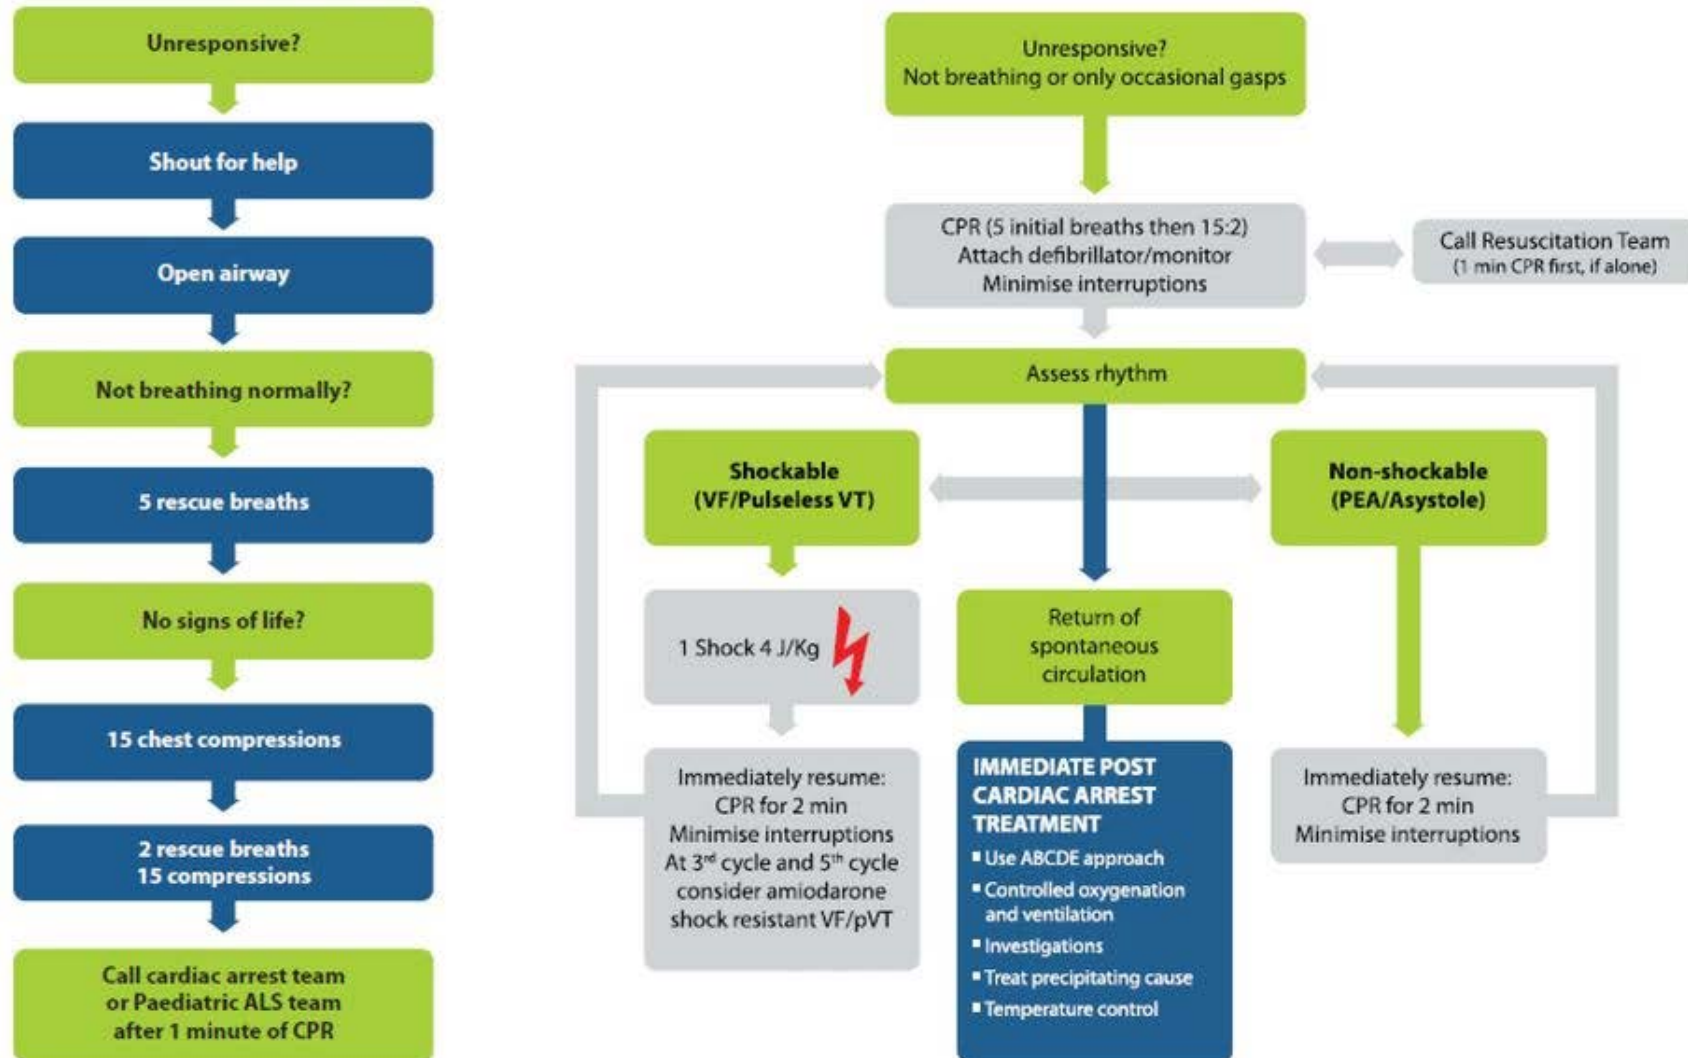 Unresponsive?
Shout for help
Open airway
Not breathing normally?
5 rescue breaths
No signs of life?
15 chest compressions
2 rescue breaths
15 compressions
Call cardiac arrest team
or Paediatric ALS team
after 1 minute of CPR
Unresponsive?
Not breathing or only occasional gasps
CPR (5 initial breaths then 15:2)
Attach defibrillator/monitor
Minimise interruptions
Call Resuscitation Team
(1 min CPR first, if alone)
Assess rhythm
Shockable
(VF/Pulseless VT)
Non-shockable
(PEA/Asystole)
1 Shock 4 J/Kg
Return of
spontaneous
circulation
Immediately resume:
CPR for 2 min
Minimise interruptions
At 3rd cycle and 5th cycle
consider amiodarone
shock resistant VF/pVT
IMMEDIATE POST
CARDIAC ARREST
TREATMENT
▪ Use ABCDE approach
▪ Controlled oxygenation
and ventilation
▪ Investigations
▪ Treat precipitating cause
▪ Temperature control
Immediately resume:
CPR for 2 min
Minimise interruptions